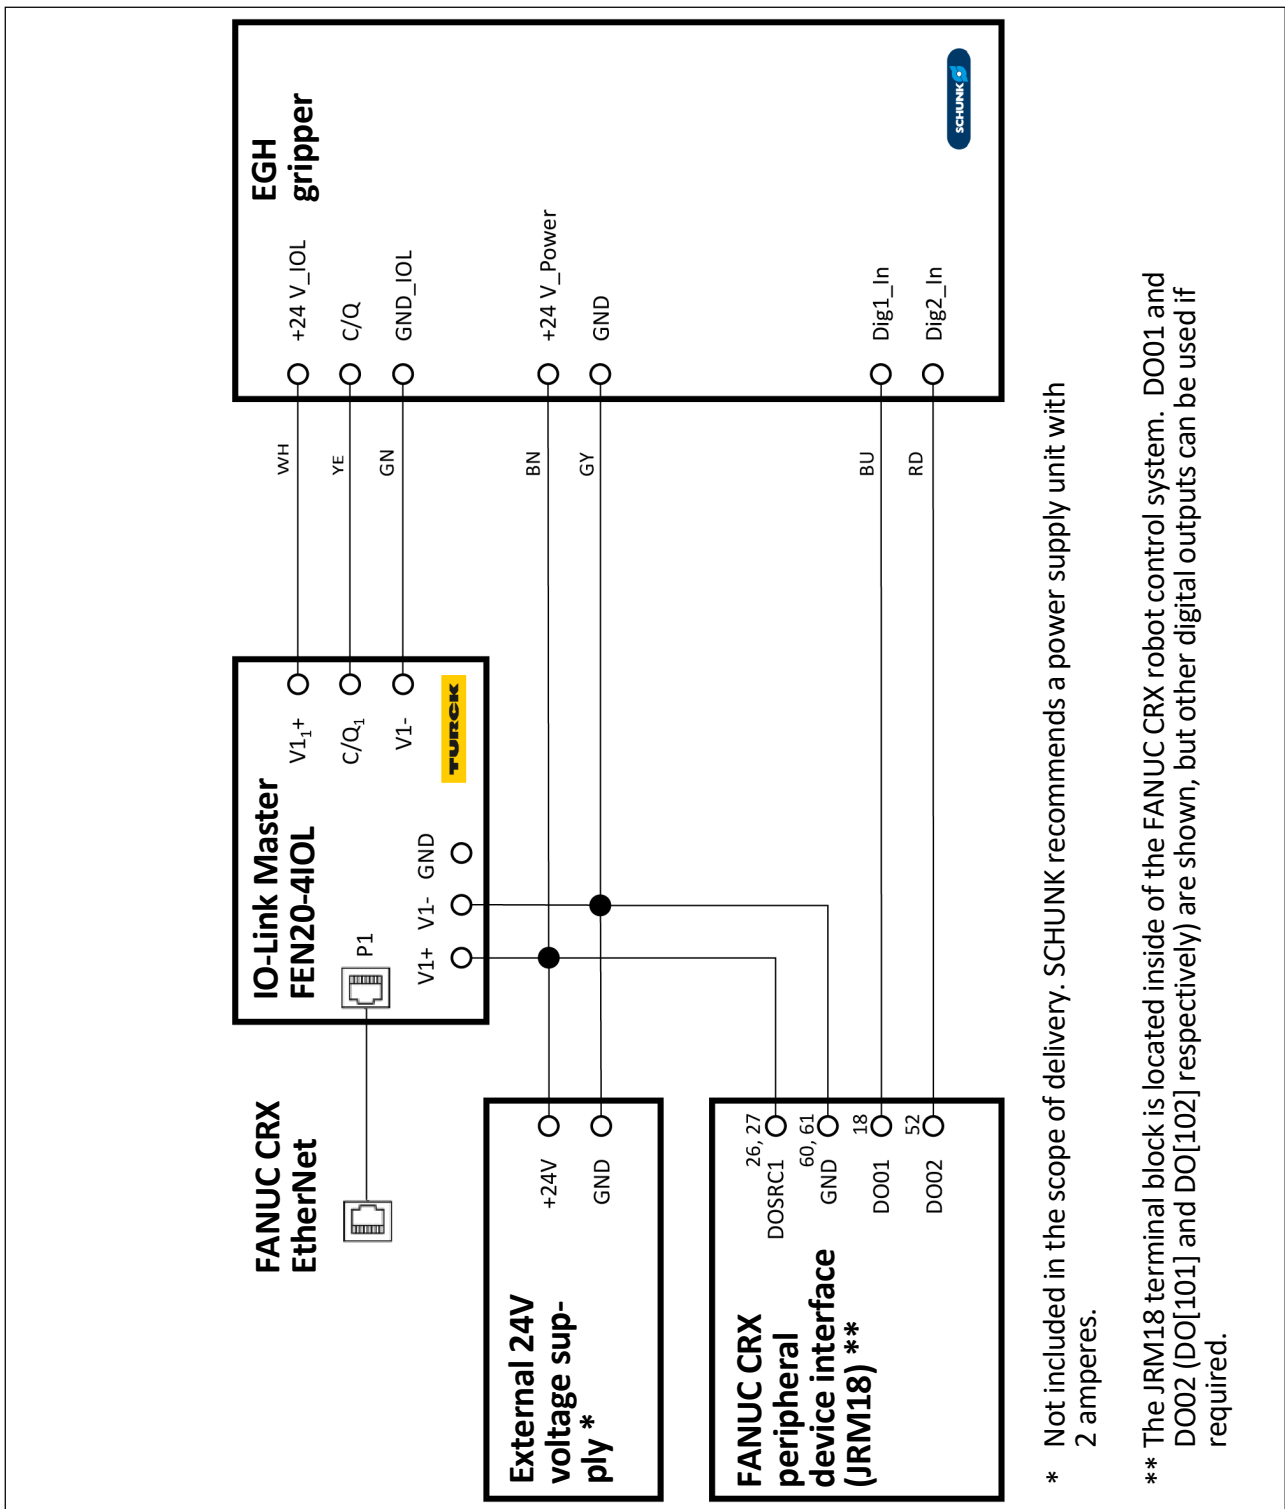 FANUC CRX
EtherNet
IO-Link Master
FEN20-4IOL
P1
V1₁+
C/Q₁
V1-
V1+
V1-
GND
TURCK
EGH
gripper
+24 V_IOL
C/Q
GND_IOL
+24 V_Power
GND
Dig1_In
Dig2_In
SCHUNK
WH
YE
GN
BN
GY
BU
RD
External 24V
voltage sup-
ply *
+24V
GND
FANUC CRX
peripheral
device interface
(JRM18) **
DOSRC1
26, 27
GND
60, 61
DO01
18
DO02
52
* Not included in the scope of delivery. SCHUNK recommends a power supply unit with
2 amperes.
** The JRM18 terminal block is located inside of the FANUC CRX robot control system. DO01 and
DO02 (DO[101] and DO[102] respectively) are shown, but other digital outputs can be used if
required.